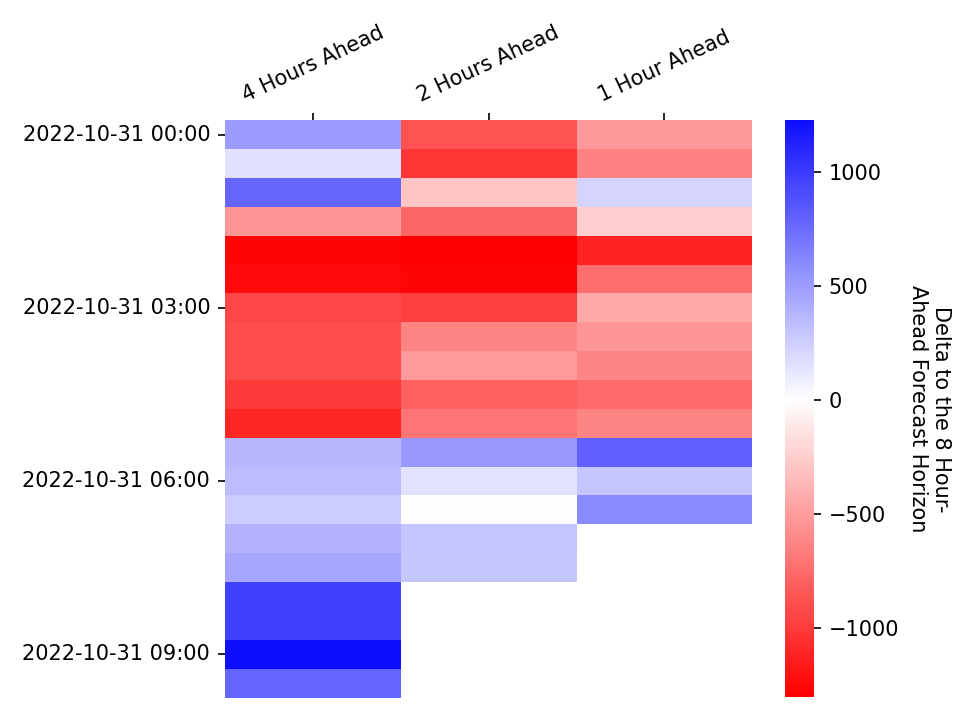 4 Hours Ahead
2 Hours Ahead
1 Hour Ahead
2022-10-31 00:00
2022-10-31 03:00
2022-10-31 06:00
2022-10-31 09:00
1000
500
0
−500
−1000
Delta to the 8 Hour-
Ahead Forecast Horizon